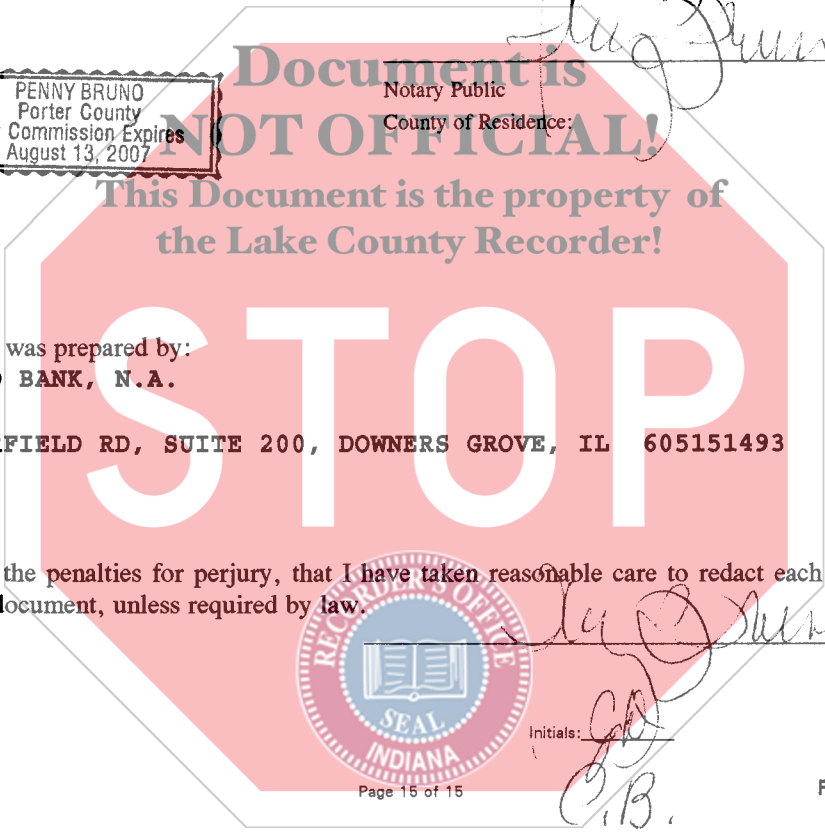 Document is
NOT OFFICIAL!
This Document is the property of
the Lake County Recorder!
PENNY BRUNO
Porter County
Commission Expires
August 13, 2007
Notary Public
County of Residence:
STOP
was prepared by:
BANK, N.A.
FIELD RD, SUITE 200, DOWNERS GROVE, IL 605151493
the penalties for perjury, that I have taken reasonable care to redact each
document, unless required by law.
RECORDER'S OFFICE
SEAL
INDIANA
Initials:
C.B.
Page 15 of 15